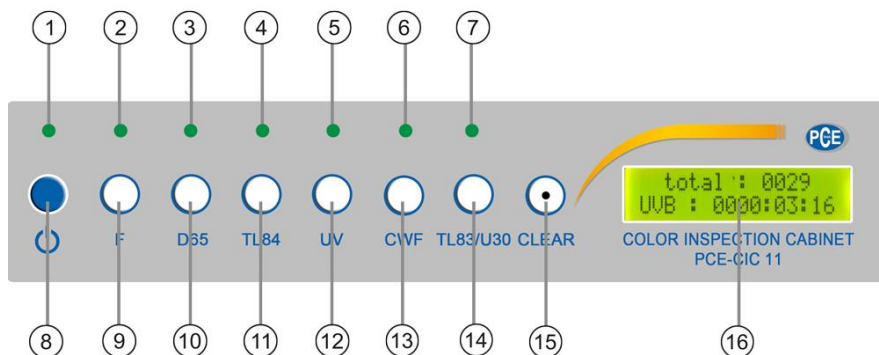 1 2 3 4 5 6 7
PCE
total : 0029
UVB : 0000:03:16
F D65 TL84 UV CWF TL83/U30 CLEAR
COLOR INSPECTION CABINET
PCE-CIC 11
8 9 10 11 12 13 14 15 16